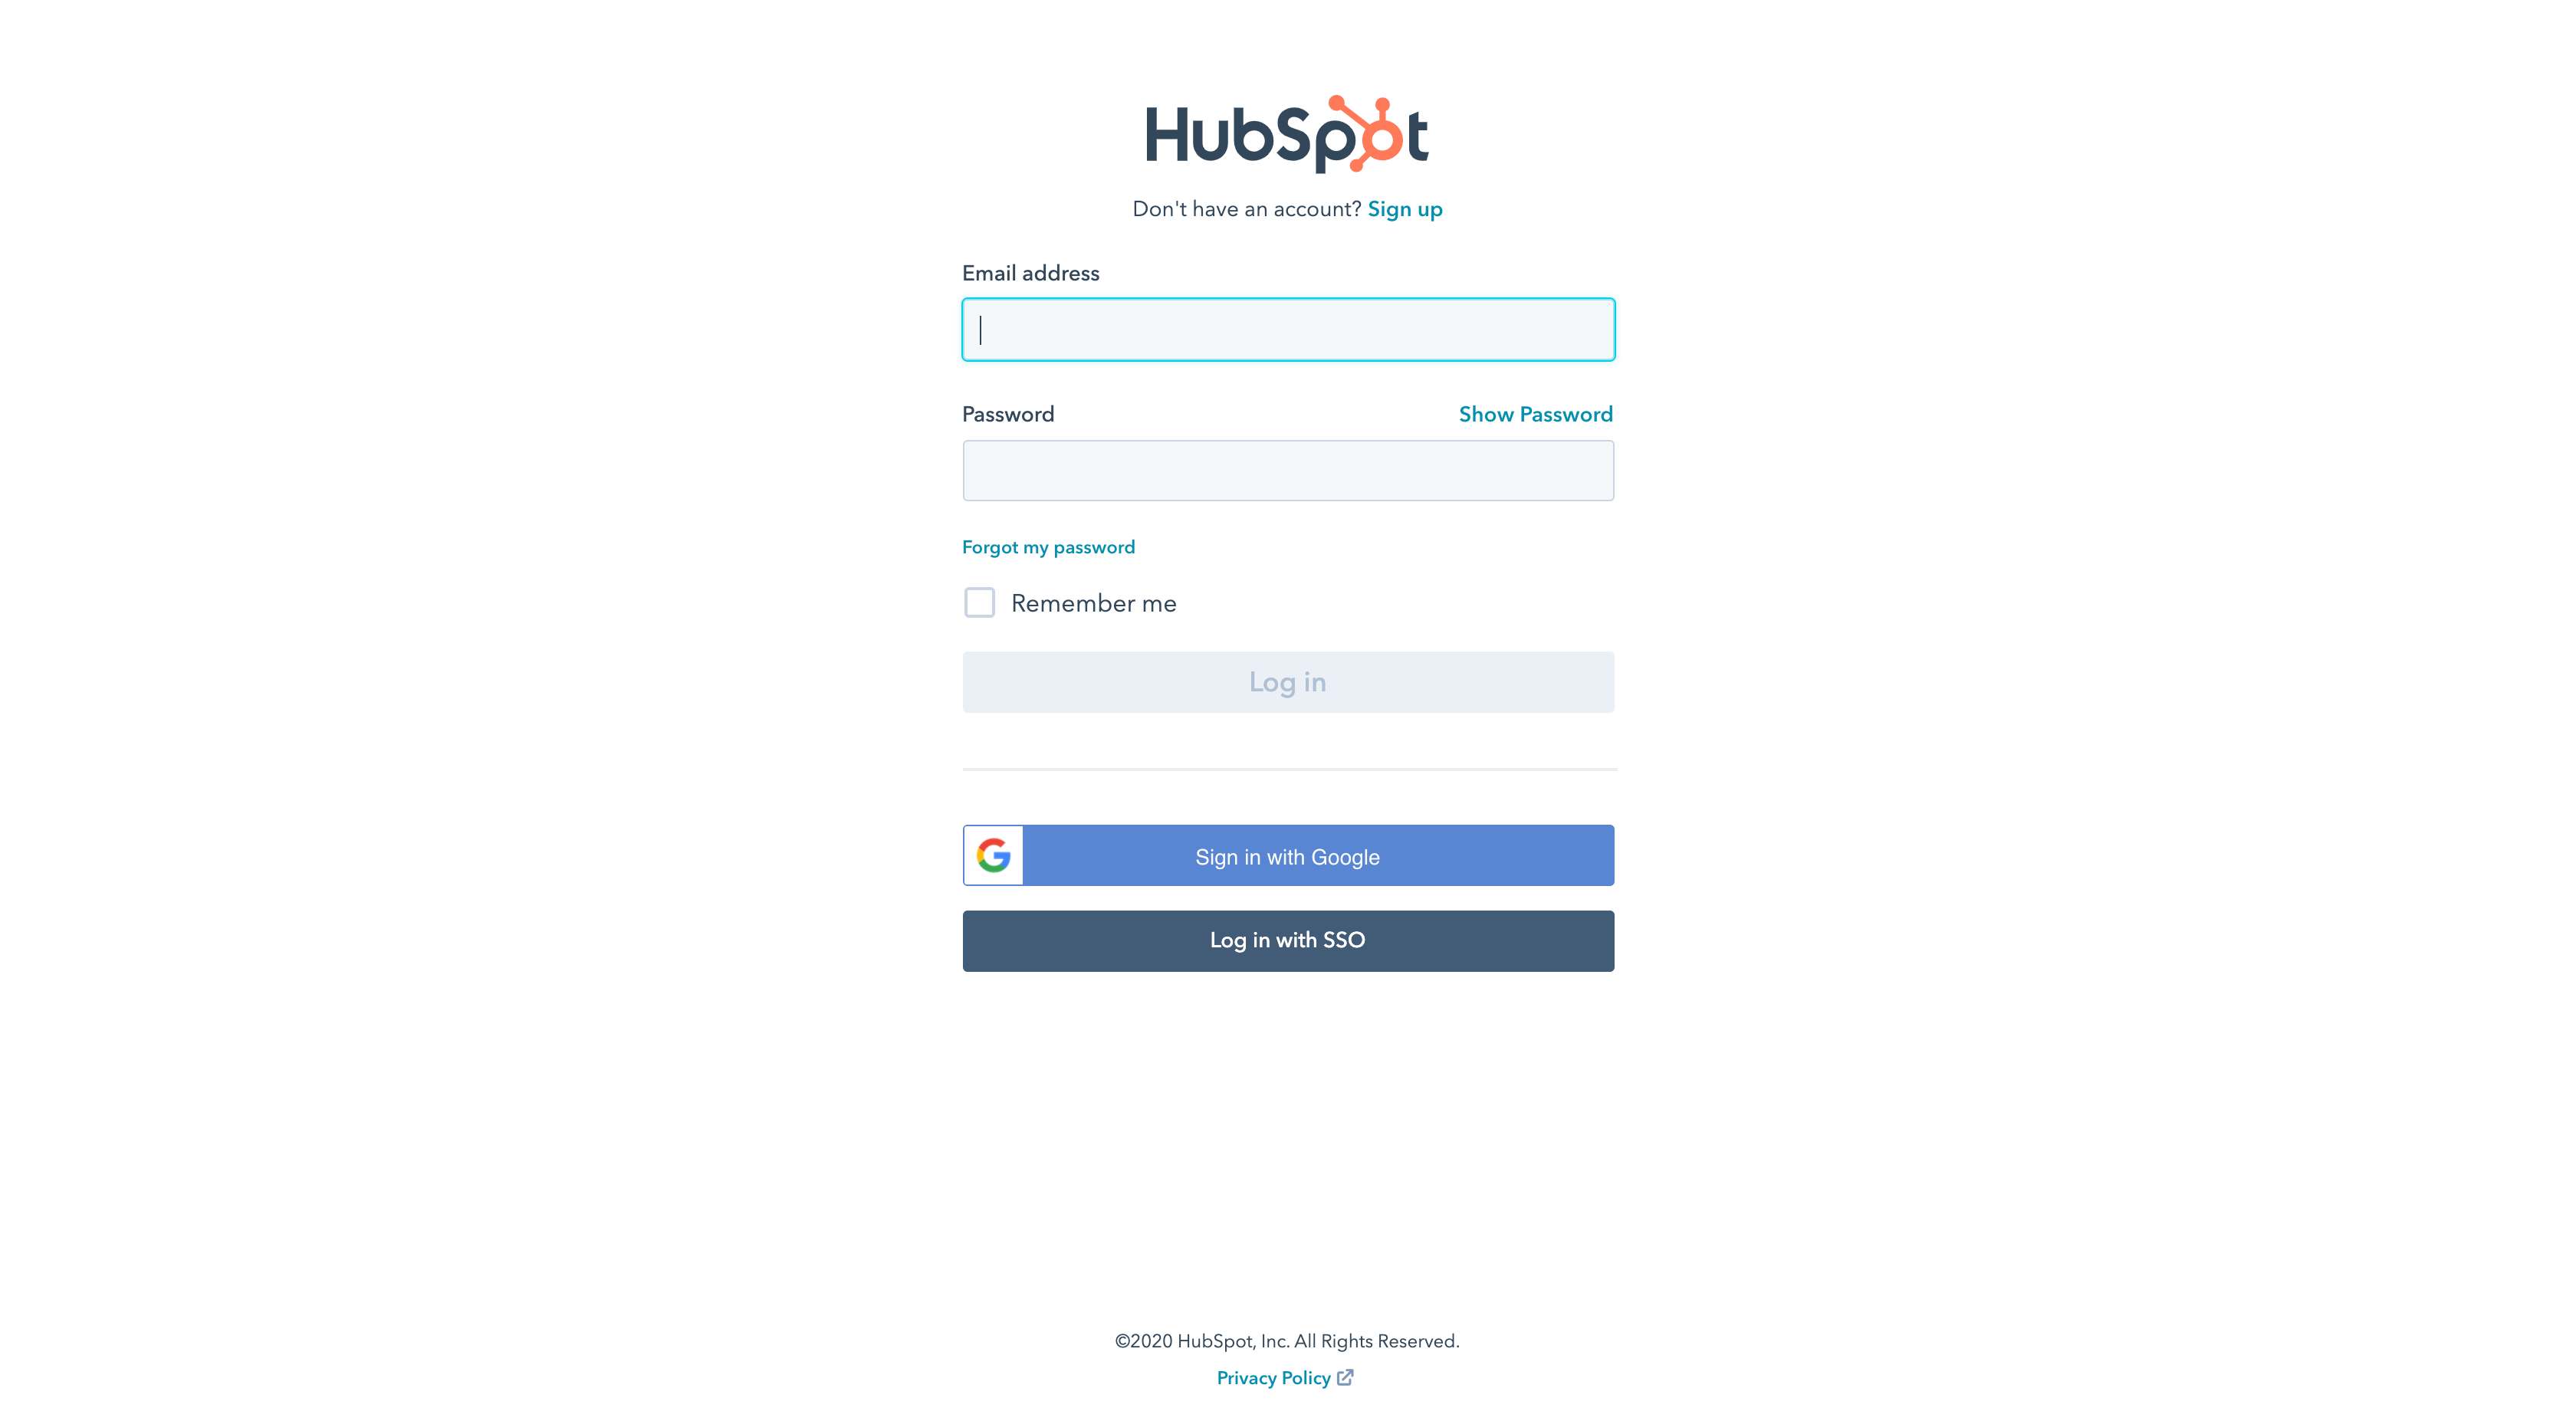 HubSpot
Don't have an account? Sign up
Email address
Password Show Password
Forgot my password
Remember me
Log in
Sign in with Google
Log in with SSO
©2020 HubSpot, Inc. All Rights Reserved.
Privacy Policy